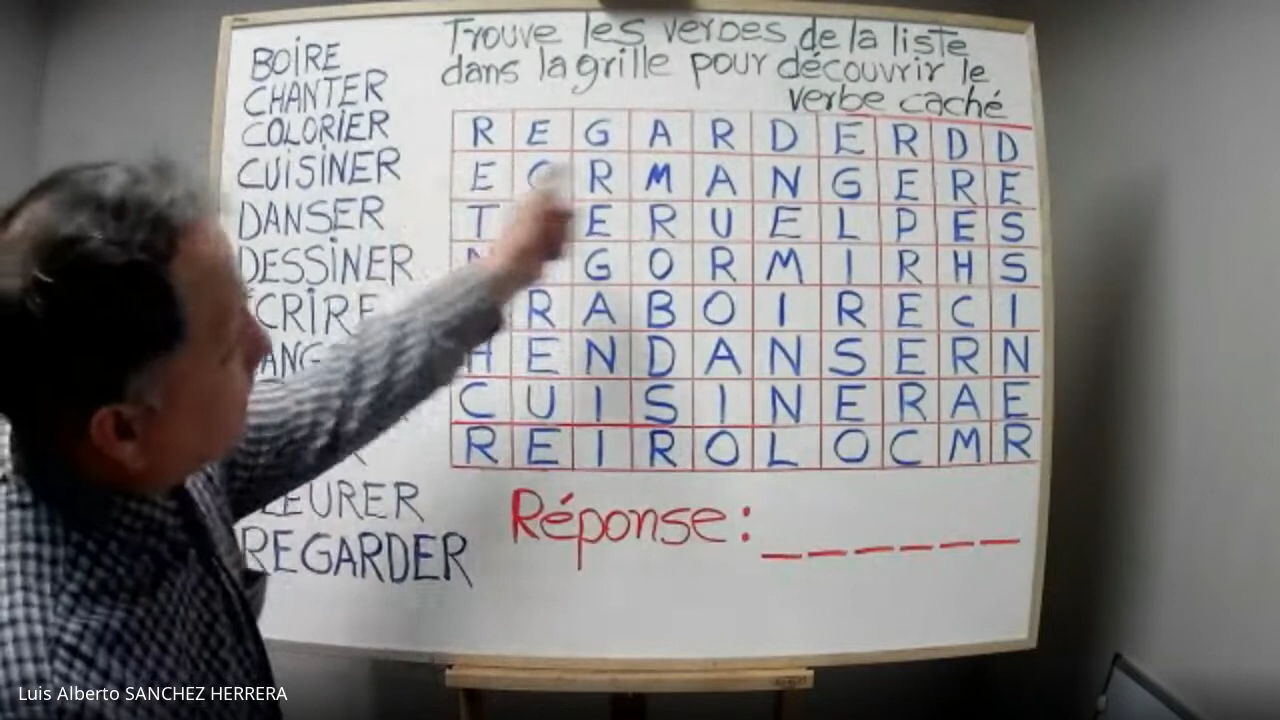 Trouve les verbes de la liste
dans la grille pour découvrir le
verbe caché
BOIRE
CHANTER
COLORIER
CUISINER
DANSER
DESSINER
REGARDER
R E G A R D E R D D
E R M A N G E R E
T E R U E L P E S
G O R M I R H S
R A B O I R E C I
H E N D A N S E R N
C U I S I N E R A E
R E I R O L O C M R
Réponse: _ _ _ _ _ _
Luis Alberto SANCHEZ HERRERA